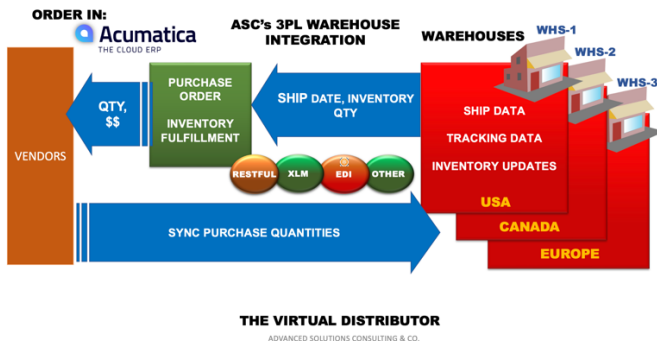 ORDER IN:
Acumatica
THE CLOUD ERP
ASC's 3PL WAREHOUSE
INTEGRATION
WAREHOUSES
WHS-1
WHS-2
WHS-3
VENDORS
QTY,
$$
PURCHASE
ORDER
INVENTORY
FULFILLMENT
SHIP DATE, INVENTORY
QTY
SHIP DATA
TRACKING DATA
INVENTORY UPDATES
RESTFUL
XLM
EDI
OTHER
USA
CANADA
EUROPE
SYNC PURCHASE QUANTITIES
THE VIRTUAL DISTRIBUTOR
ADVANCED SOLUTIONS CONSULTING & CO.